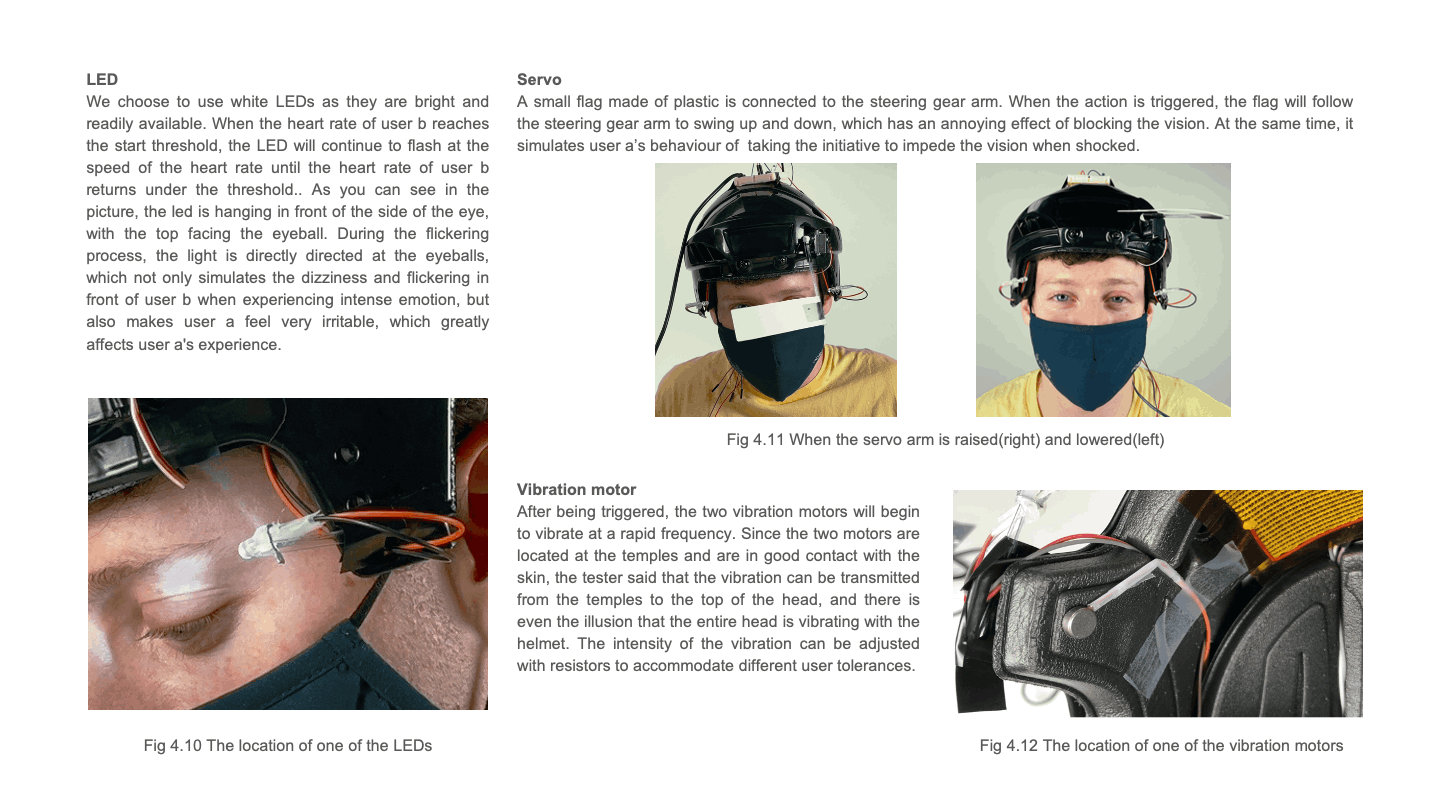 LED
We choose to use white LEDs as they are bright and
readily available. When the heart rate of user b reaches
the start threshold, the LED will continue to flash at the
speed of the heart rate until the heart rate of user b
returns under the threshold.. As you can see in the
picture, the led is hanging in front of the side of the eye,
with the top facing the eyeball. During the flickering
process, the light is directly directed at the eyeballs,
which not only simulates the dizziness and flickering in
front of user b when experiencing intense emotion, but
also makes user a feel very irritable, which greatly
affects user a's experience.
Fig 4.10 The location of one of the LEDs
Servo
A small flag made of plastic is connected to the steering gear arm. When the action is triggered, the flag will follow
the steering gear arm to swing up and down, which has an annoying effect of blocking the vision. At the same time, it
simulates user a’s behaviour of  taking the initiative to impede the vision when shocked.
Fig 4.11 When the servo arm is raised(right) and lowered(left)
Vibration motor
After being triggered, the two vibration motors will begin
to vibrate at a rapid frequency. Since the two motors are
located at the temples and are in good contact with the
skin, the tester said that the vibration can be transmitted
from the temples to the top of the head, and there is
even the illusion that the entire head is vibrating with the
helmet. The intensity of the vibration can be adjusted
with resistors to accommodate different user tolerances.
Fig 4.12 The location of one of the vibration motors